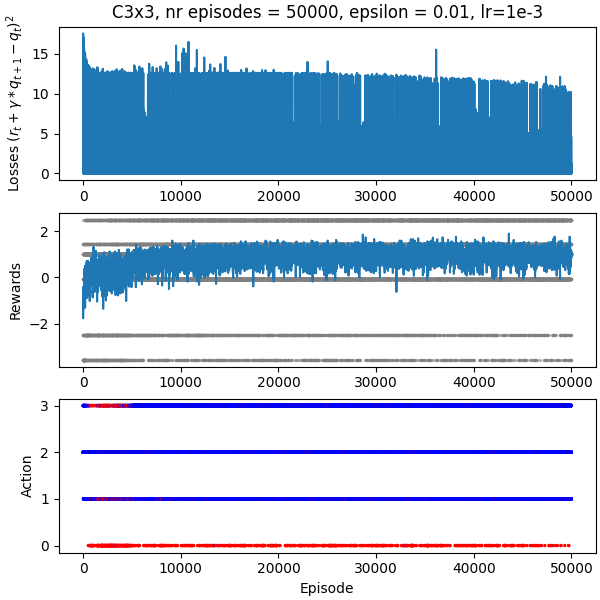 C3x3, nr episodes = 50000, epsilon = 0.01, lr=1e-3
Losses $(r_t + \gamma * q_{t+1} - q_t)^2$
15
10
5
0
0 10000 20000 30000 40000 50000
Rewards
2
0
−2
0 10000 20000 30000 40000 50000
Action
3
2
1
0
0 10000 20000 30000 40000 50000
Episode